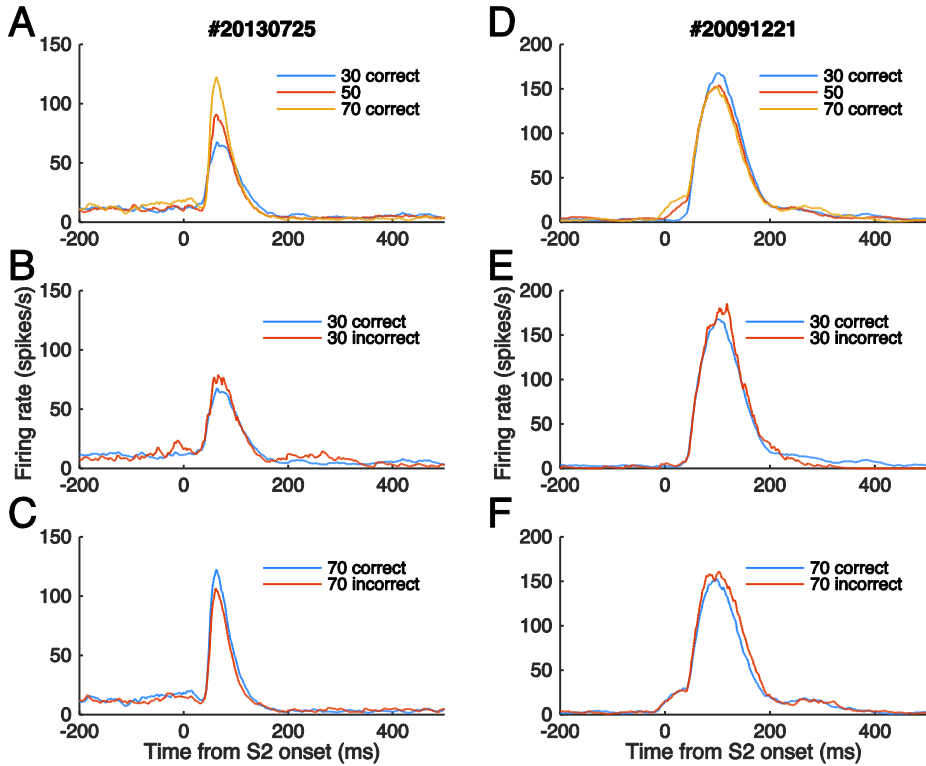 A
#20130725
150
100
50
0
-200 0 200 400
30 correct
50
70 correct
D
#20091221
200
150
100
50
0
-200 0 200 400
30 correct
50
70 correct
B
Firing rate (spikes/s)
150
100
50
0
-200 0 200 400
30 correct
30 incorrect
E
Firing rate (spikes/s)
200
150
100
50
0
-200 0 200 400
30 correct
30 incorrect
C
150
100
50
0
-200 0 200 400
Time from S2 onset (ms)
70 correct
70 incorrect
F
200
150
100
50
0
-200 0 200 400
Time from S2 onset (ms)
70 correct
70 incorrect